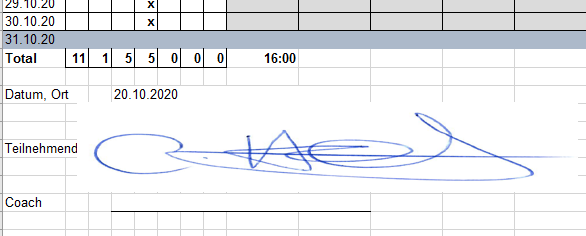 29.10.20 x
30.10.20 x
31.10.20
Total 11 1 5 5 0 0 0 16:00
Datum, Ort 20.10.2020
Teilnehmend
Coach